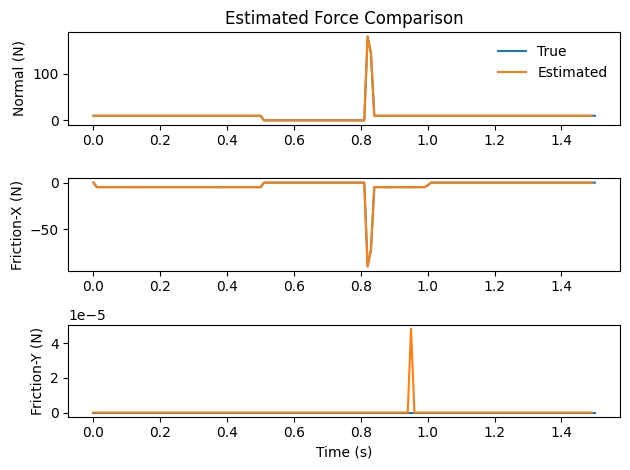 Estimated Force Comparison
Normal (N)
100
0
True
Estimated
0.0 0.2 0.4 0.6 0.8 1.0 1.2 1.4
Friction-X (N)
0
−50
0.0 0.2 0.4 0.6 0.8 1.0 1.2 1.4
1e−5
Friction-Y (N)
4
2
0
0.0 0.2 0.4 0.6 0.8 1.0 1.2 1.4
Time (s)